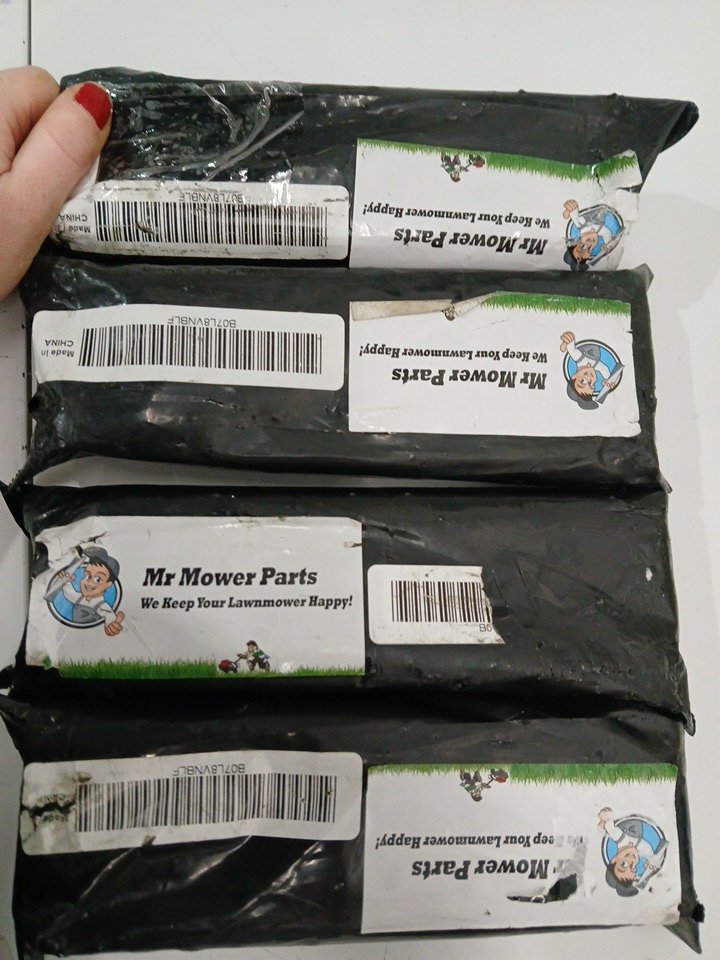 B07L8VNBLF
Made
CHINA
Mr Mower Parts
We Keep Your Lawnmower Happy!
B07L8VNBLF
Made in
CHINA
Mr Mower Parts
We Keep Your Lawnmower Happy!
Mr Mower Parts
We Keep Your Lawnmower Happy!
B0
B07L8VNBLF
Made
Mower Parts
Keep Your Lawnmower Happy!